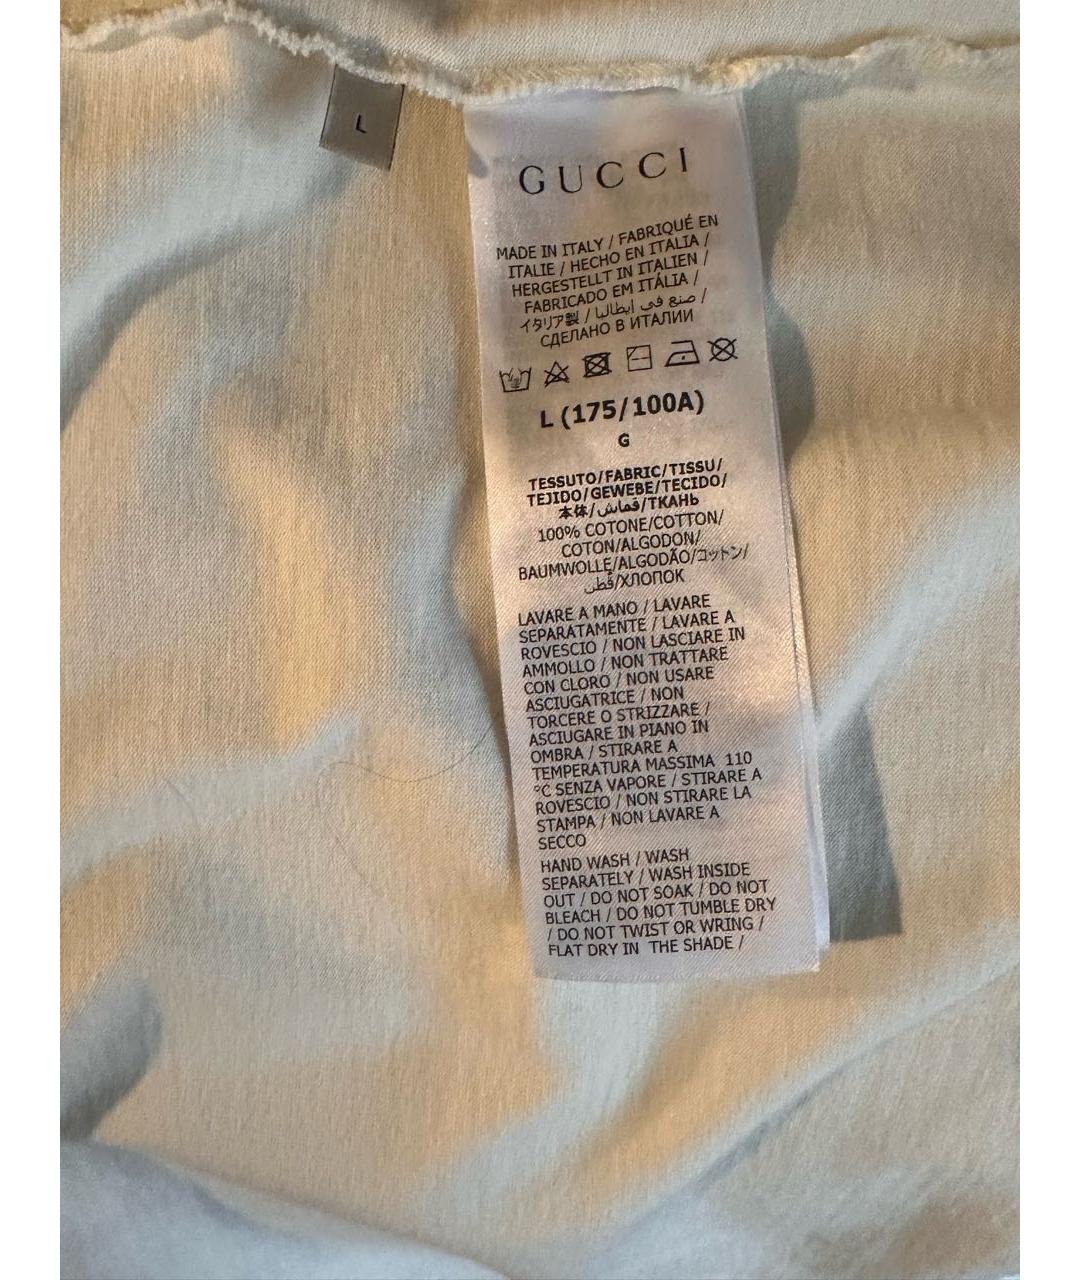 L
GUCCI
MADE IN ITALY / FABRIQUÉ EN
ITALIE / HECHO EN ITALIA /
HERGESTELLT IN ITALIEN /
FABRICADO EM ITÁLIA /
イタリア製 / صنع في إيطاليا /
СДЕЛАНО В ИТАЛИИ
L (175/100A)
G
TESSUTO/FABRIC/TISSU/
TEJIDO/GEWEBE/TECIDO/
本体/قماش/ТКАНЬ
100% COTONE/COTTON/
COTON/ALGODON/
BAUMWOLLE/ALGODÃO/コットン/
قطن/ХЛОПОК
LAVARE A MANO / LAVARE
SEPARATAMENTE / LAVARE A
ROVESCIO / NON LASCIARE IN
AMMOLLO / NON TRATTARE
CON CLORO / NON USARE
ASCIUGATRICE / NON
TORCERE O STRIZZARE /
ASCIUGARE IN PIANO IN
OMBRA / STIRARE A
TEMPERATURA MASSIMA 110
°C SENZA VAPORE / STIRARE A
ROVESCIO / NON STIRARE LA
STAMPA / NON LAVARE A
SECCO
HAND WASH / WASH
SEPARATELY / WASH INSIDE
OUT / DO NOT SOAK / DO NOT
BLEACH / DO NOT TUMBLE DRY
/ DO NOT TWIST OR WRING /
FLAT DRY IN THE SHADE /